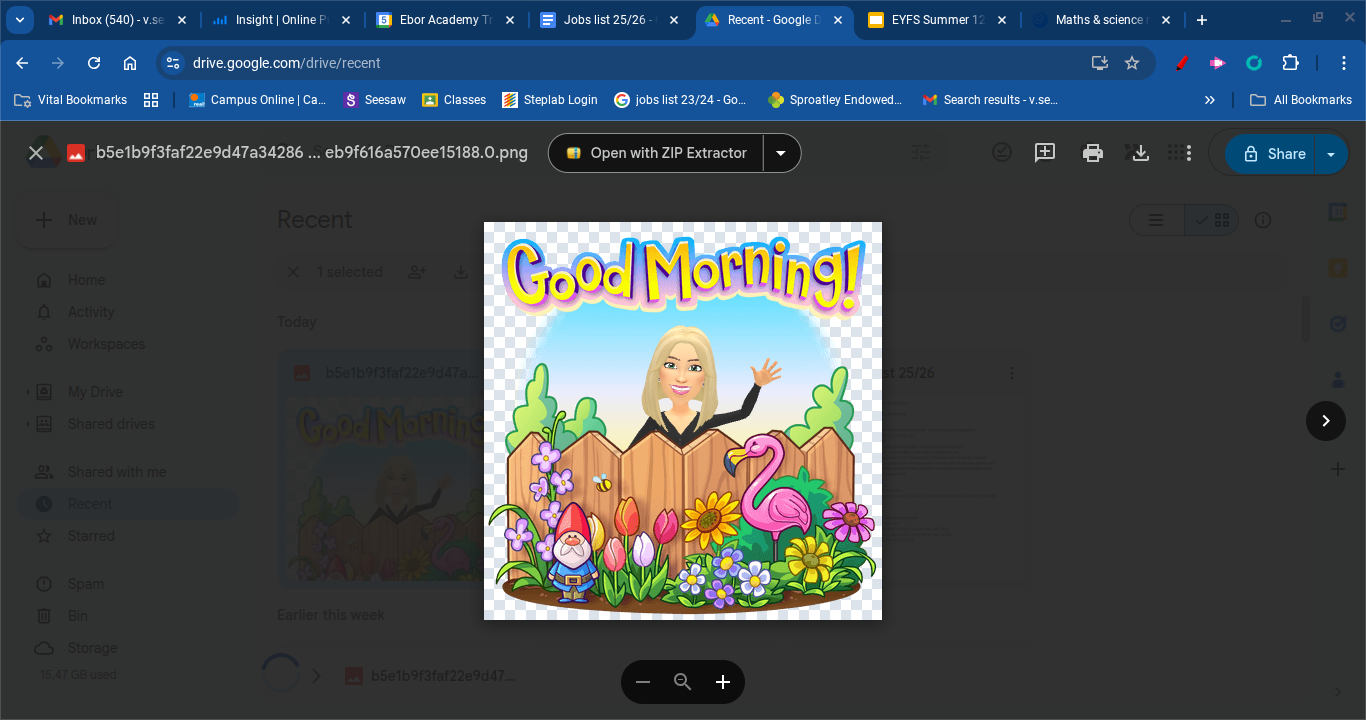 Inbox (540) - v.se
Insight | Online P
Ebor Academy Tr
Jobs list 25/26 -
Recent - Google D
EYFS Summer 12
Maths & science
drive.google.com/drive/recent
Vital Bookmarks
Campus Online | Ca...
Seesaw
Classes
Steplab Login
jobs list 23/24 - Go...
Sproatley Endowed...
Search results - v.se...
All Bookmarks
b5e1b9f3faf22e9d47a34286 ... eb9f616a570ee15188.0.png
Open with ZIP Extractor
Share
New
Recent
Home
1 selected
Activity
Today
Workspaces
b5e1b9f3faf22e9d47a...
st 25/26
My Drive
Shared drives
Shared with me
Recent
Starred
Spam
Bin
Earlier this week
Storage
15.47 GB used
b5e1b9f3faf22e9d47...
Good Morning!